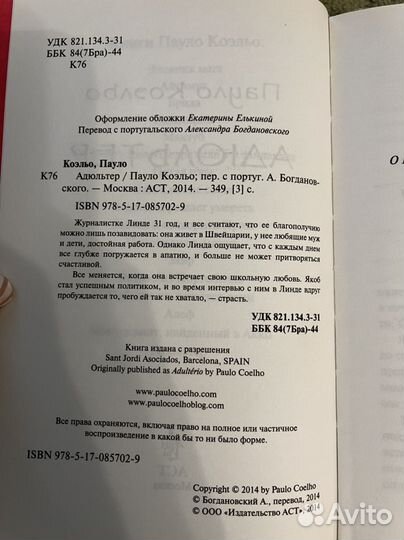 УДК 821.134.3-31
ББК 84(7Бра)-44
К76
Оформление обложки Екатерины Елькиной
Перевод с португальского Александра Богдановского
Коэльо, Пауло
К76 Адюльтер / Пауло Коэльо; пер. с португ. А. Богданов-
ского. — Москва : АСТ, 2014. — 349, [3] с.
ISBN 978-5-17-085702-9
Журналистке Линде 31 год, и все считают, что ее благополучию
можно лишь позавидовать: она живет в Швейцарии, у нее любящие муж
и дети, достойная работа. Однако Линда ощущает, что с каждым днем
все глубже погружается в апатию, и больше не может притворяться
счастливой.
Все меняется, когда она встречает свою школьную любовь. Якоб
стал успешным политиком, и во время интервью с ним в Линде вдруг
пробуждается то, чего ей так не хватало, — страсть.
УДК 821.134.3-31
ББК 84(7Бра)-44
Книга издана с разрешения
Sant Jordi Asociados, Barcelona, SPAIN
Originally published as Adultério by Paulo Coelho
www.paulocoelho.com
www.paulocoelhoblog.com
Все права охраняются, включая право на полное или частичное
воспроизведение в какой бы то ни было форме.
ISBN 978-5-17-085702-9
Copyright © 2014 by Paulo Coelho
© Богдановский А., перевод, 2014
© ООО «Издательство АСТ», 2014
О
Avito